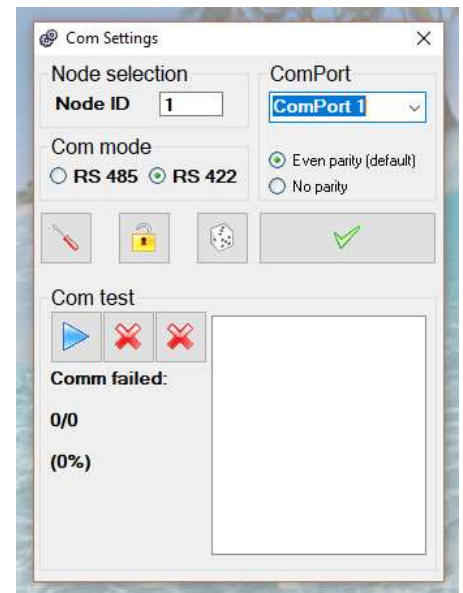 Com Settings
Node selection
Node ID 1
ComPort
ComPort 1
Com mode
RS 485 RS 422
Even parity (default)
No parity
Com test
Comm failed:
0/0
(0%)